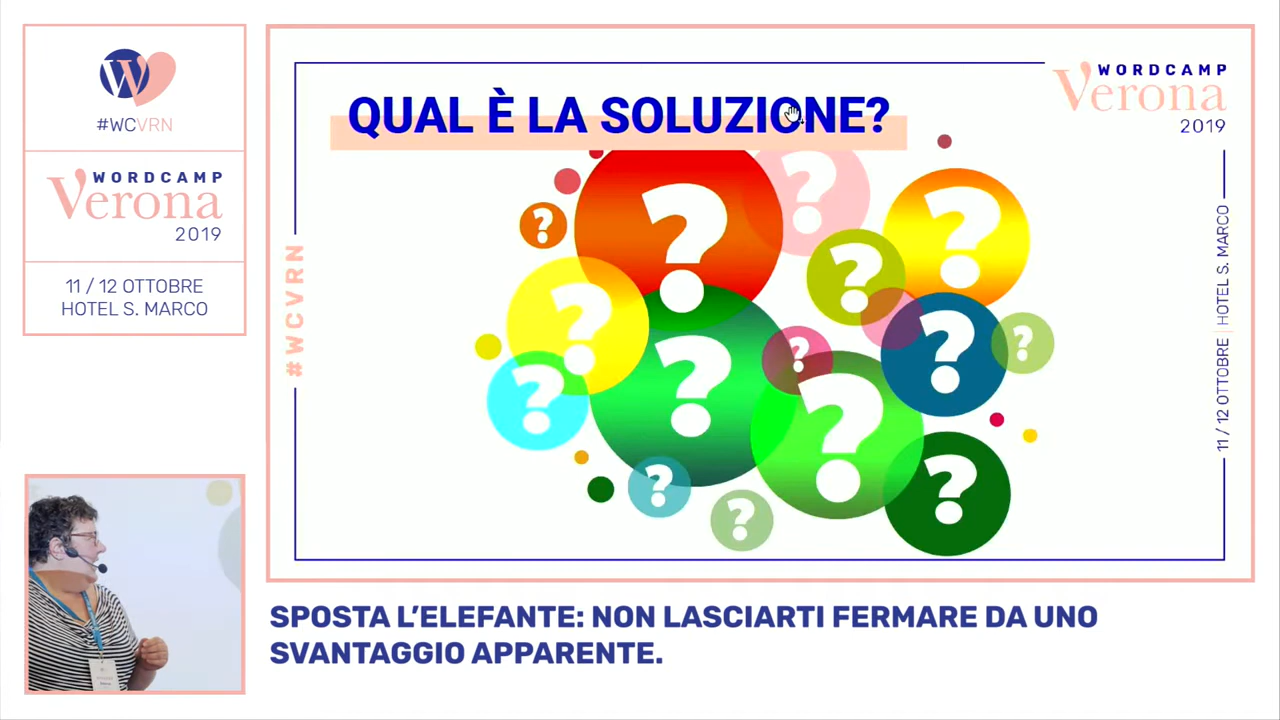 #WCVRN
WORDCAMP
Verona
2019
11 / 12 OTTOBRE
HOTEL S. MARCO
QUAL È LA SOLUZIONE?
WORDCAMP
Verona
2019
#WCVRN
11 / 12 OTTOBRE | HOTEL S. MARCO
? ? ? ? ? ? ? ? ? ? ? ? ? ?
SPOSTA L’ELEFANTE: NON LASCIARTI FERMARE DA UNO
SVANTAGGIO APPARENTE.